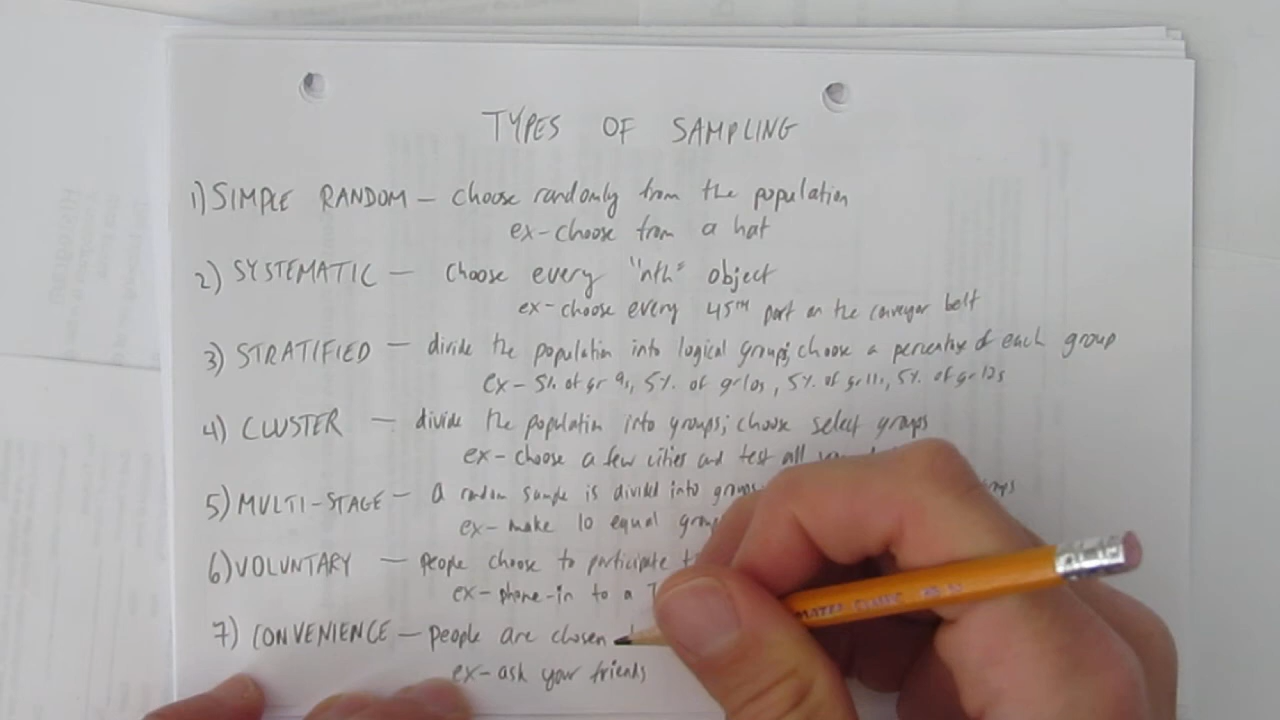 TYPES OF SAMPLING
1) SIMPLE RANDOM – choose randomly from the population
ex – choose from a hat
2) SYSTEMATIC – choose every "nth" object
ex – choose every 45TH part on the conveyor belt
3) STRATIFIED – divide the population into logical groups; choose a percentage of each group
ex – 5% of gr 9s, 5% of gr 10s, 5% of gr 11s, 5% of gr 12s
4) CLUSTER – divide the population into groups; choose select groups
ex – choose a few cities and test all
5) MULTI-STAGE – a random sample is divided into groups
ex – make 10 equal
6) VOLUNTARY – people choose to participate
ex – phone-in to a
7) CONVENIENCE – people are chosen
ex – ask your friends